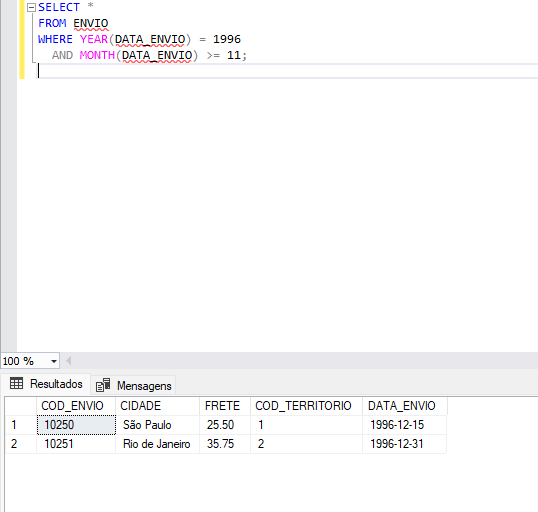 SELECT *
FROM ENVIO
WHERE YEAR(DATA_ENVIO) = 1996
AND MONTH(DATA_ENVIO) >= 11;
100 %
Resultados Mensagens
COD_ENVIO CIDADE FRETE COD_TERRITORIO DATA_ENVIO
1 10250 São Paulo 25.50 1 1996-12-15
2 10251 Rio de Janeiro 35.75 2 1996-12-31